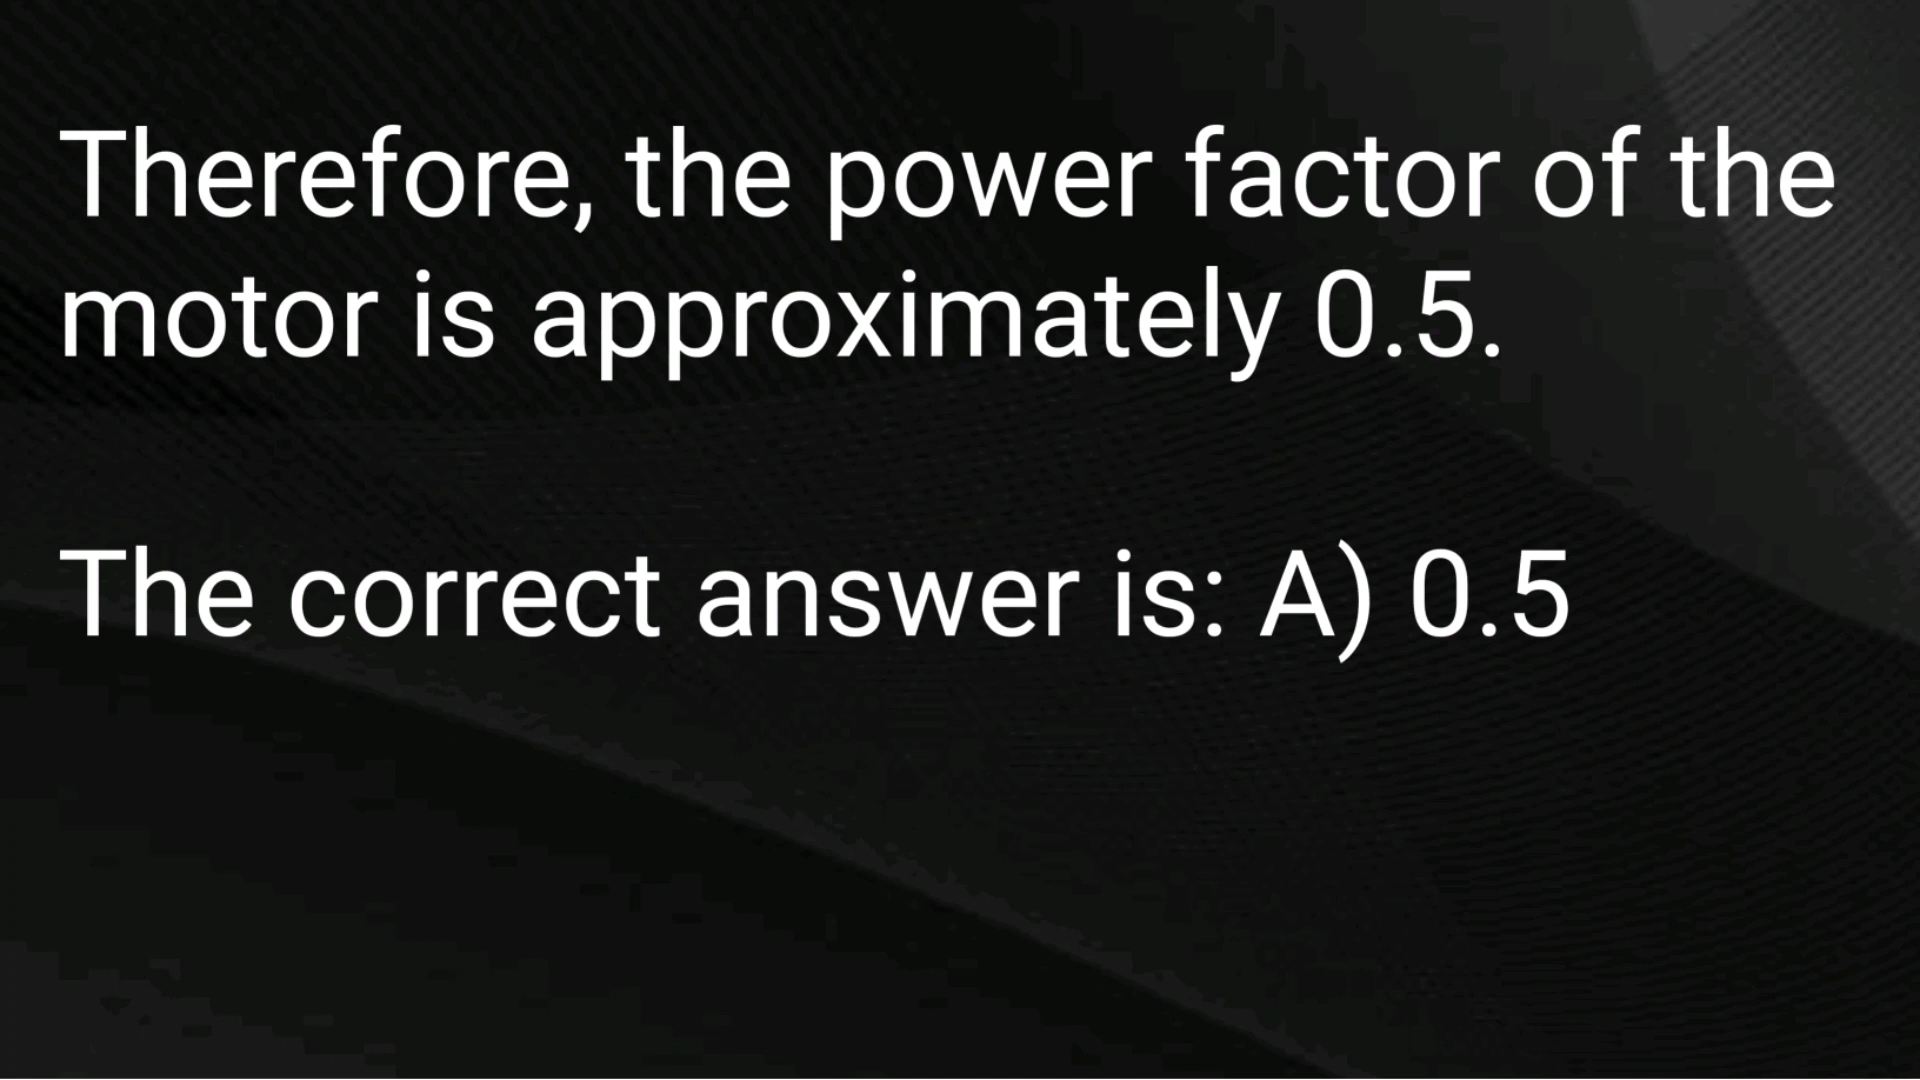 Therefore, the power factor of the
motor is approximately 0.5.
The correct answer is: A) 0.5